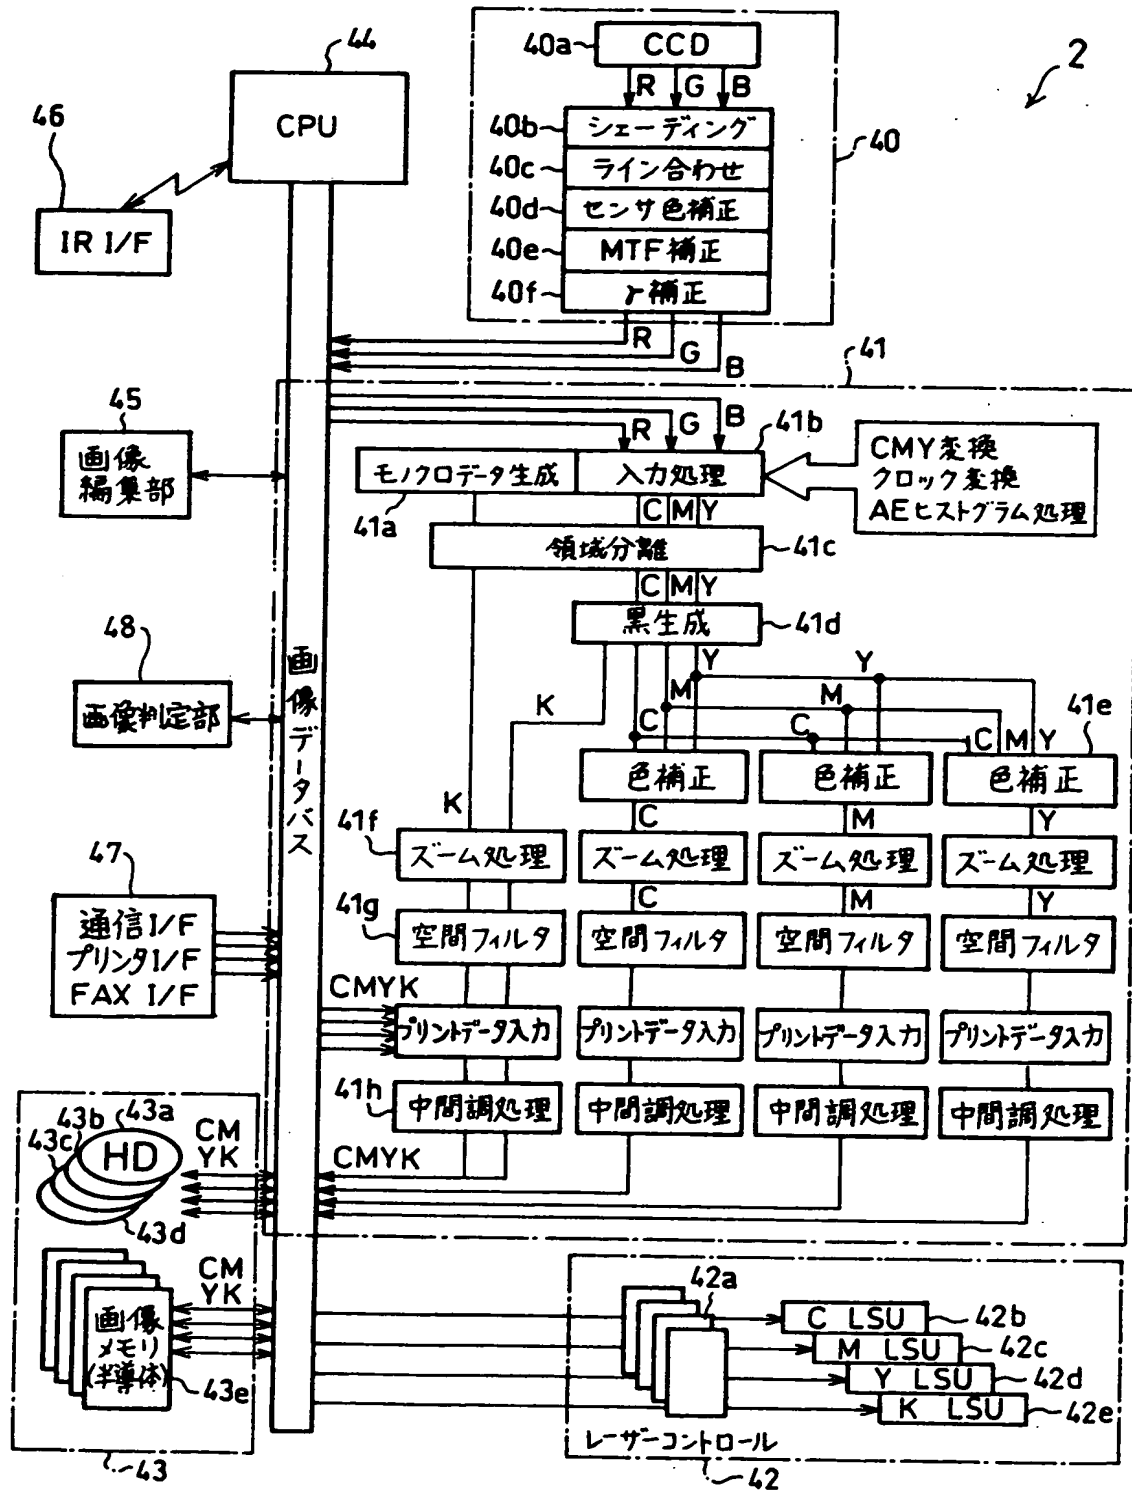 2
44
CPU
46
IR I/F
40a
CCD
R G B
40
40b
シェーディング
40c
ライン合わせ
40d
センサ色補正
40e
MTF補正
40f
γ補正
R
G
B
41
45
画像
編集部
R
G
B
41b
モノクロデータ生成
入力処理
41a
CMY変換
クロック変換
AEヒストグラム処理
C M Y
領域分離
41c
C M Y
黒生成
41d
48
画像判定部
画像データバス
K
Y
M
C
Y
M
C
C M Y
41e
色補正
色補正
色補正
K
C
M
Y
41f
ズーム処理
ズーム処理
ズーム処理
ズーム処理
C
M
Y
47
通信I/F
プリンタI/F
FAX I/F
41g
空間フィルタ
空間フィルタ
空間フィルタ
空間フィルタ
CMYK
プリントデータ入力
プリントデータ入力
プリントデータ入力
プリントデータ入力
41h
中間調処理
中間調処理
中間調処理
中間調処理
CMYK
43a
43b
43c
HD
43d
CM
YK
CM
YK
画像
メモリ
(半導体)
43e
43
42a
C LSU
42b
M LSU
42c
Y LSU
42d
K LSU
42e
レーザーコントロール
42